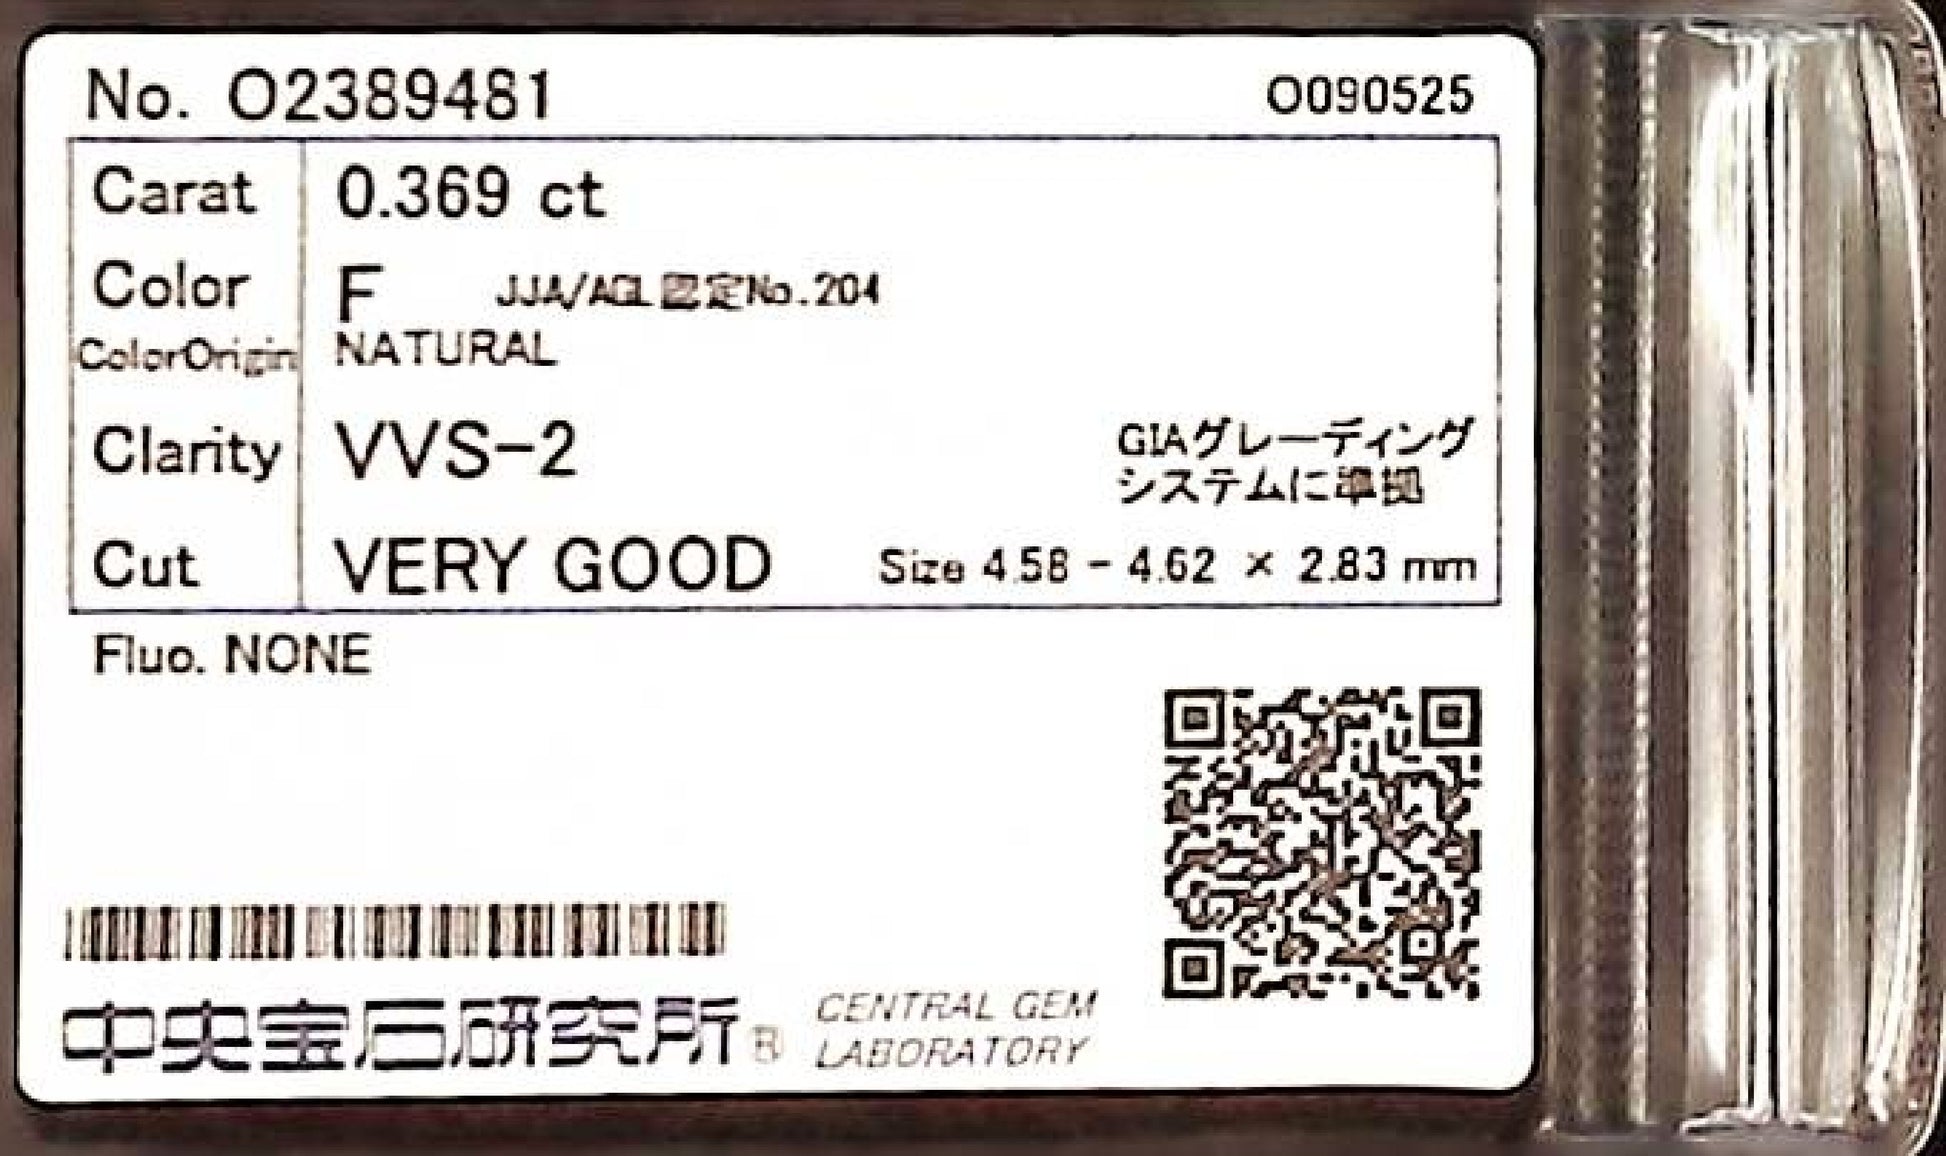 No. O2389481 O090525
Carat 0.369 ct
Color F JJA/AGL認定No.204
ColorOrigin NATURAL
Clarity VVS-2 GIAグレーディング
システムに準拠
Cut VERY GOOD Size 4.58 - 4.62 × 2.83 mm
Fluo. NONE
中央宝石研究所® CENTRAL GEM
LABORATORY